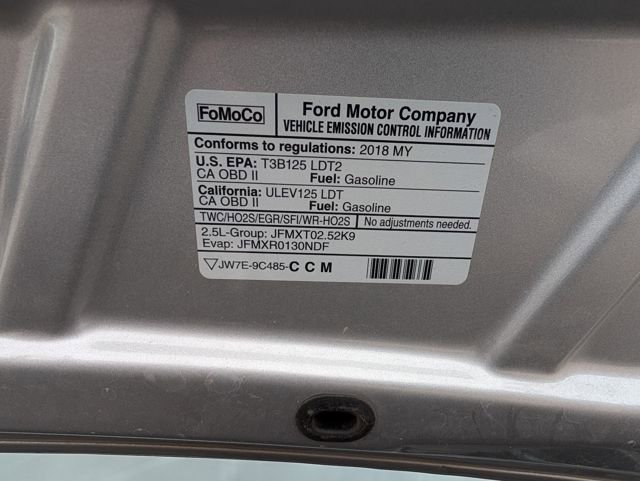 FoMoCo
Ford Motor Company
VEHICLE EMISSION CONTROL INFORMATION
Conforms to regulations: 2018 MY
U.S. EPA: T3B125 LDT2
CA OBD II Fuel: Gasoline
California: ULEV125 LDT
CA OBD II Fuel: Gasoline
TWC/HO2S/EGR/SFI/WR-HO2S No adjustments needed.
2.5L-Group: JFMXT02.52K9
Evap: JFMXR0130NDF
JW7E-9C485-CCM